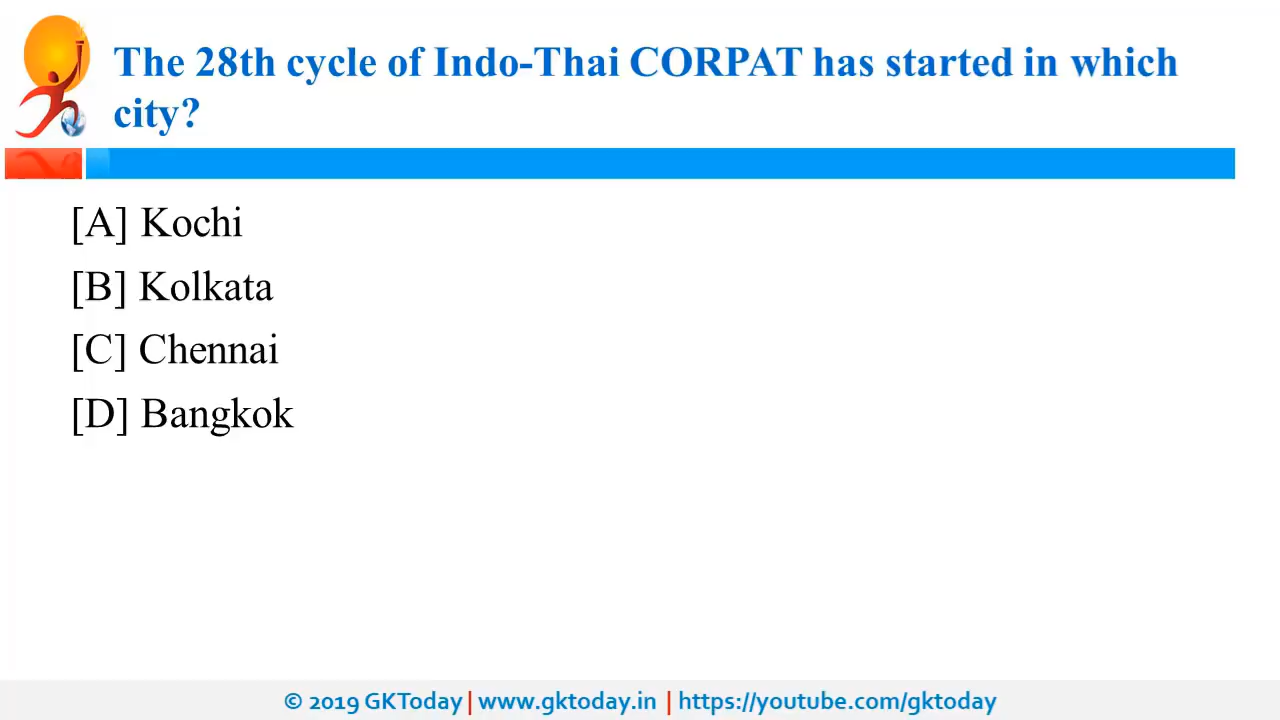 The 28th cycle of Indo-Thai CORPAT has started in which
city?
[A] Kochi
[B] Kolkata
[C] Chennai
[D] Bangkok
© 2019 GKToday | www.gktoday.in | https://youtube.com/gktoday